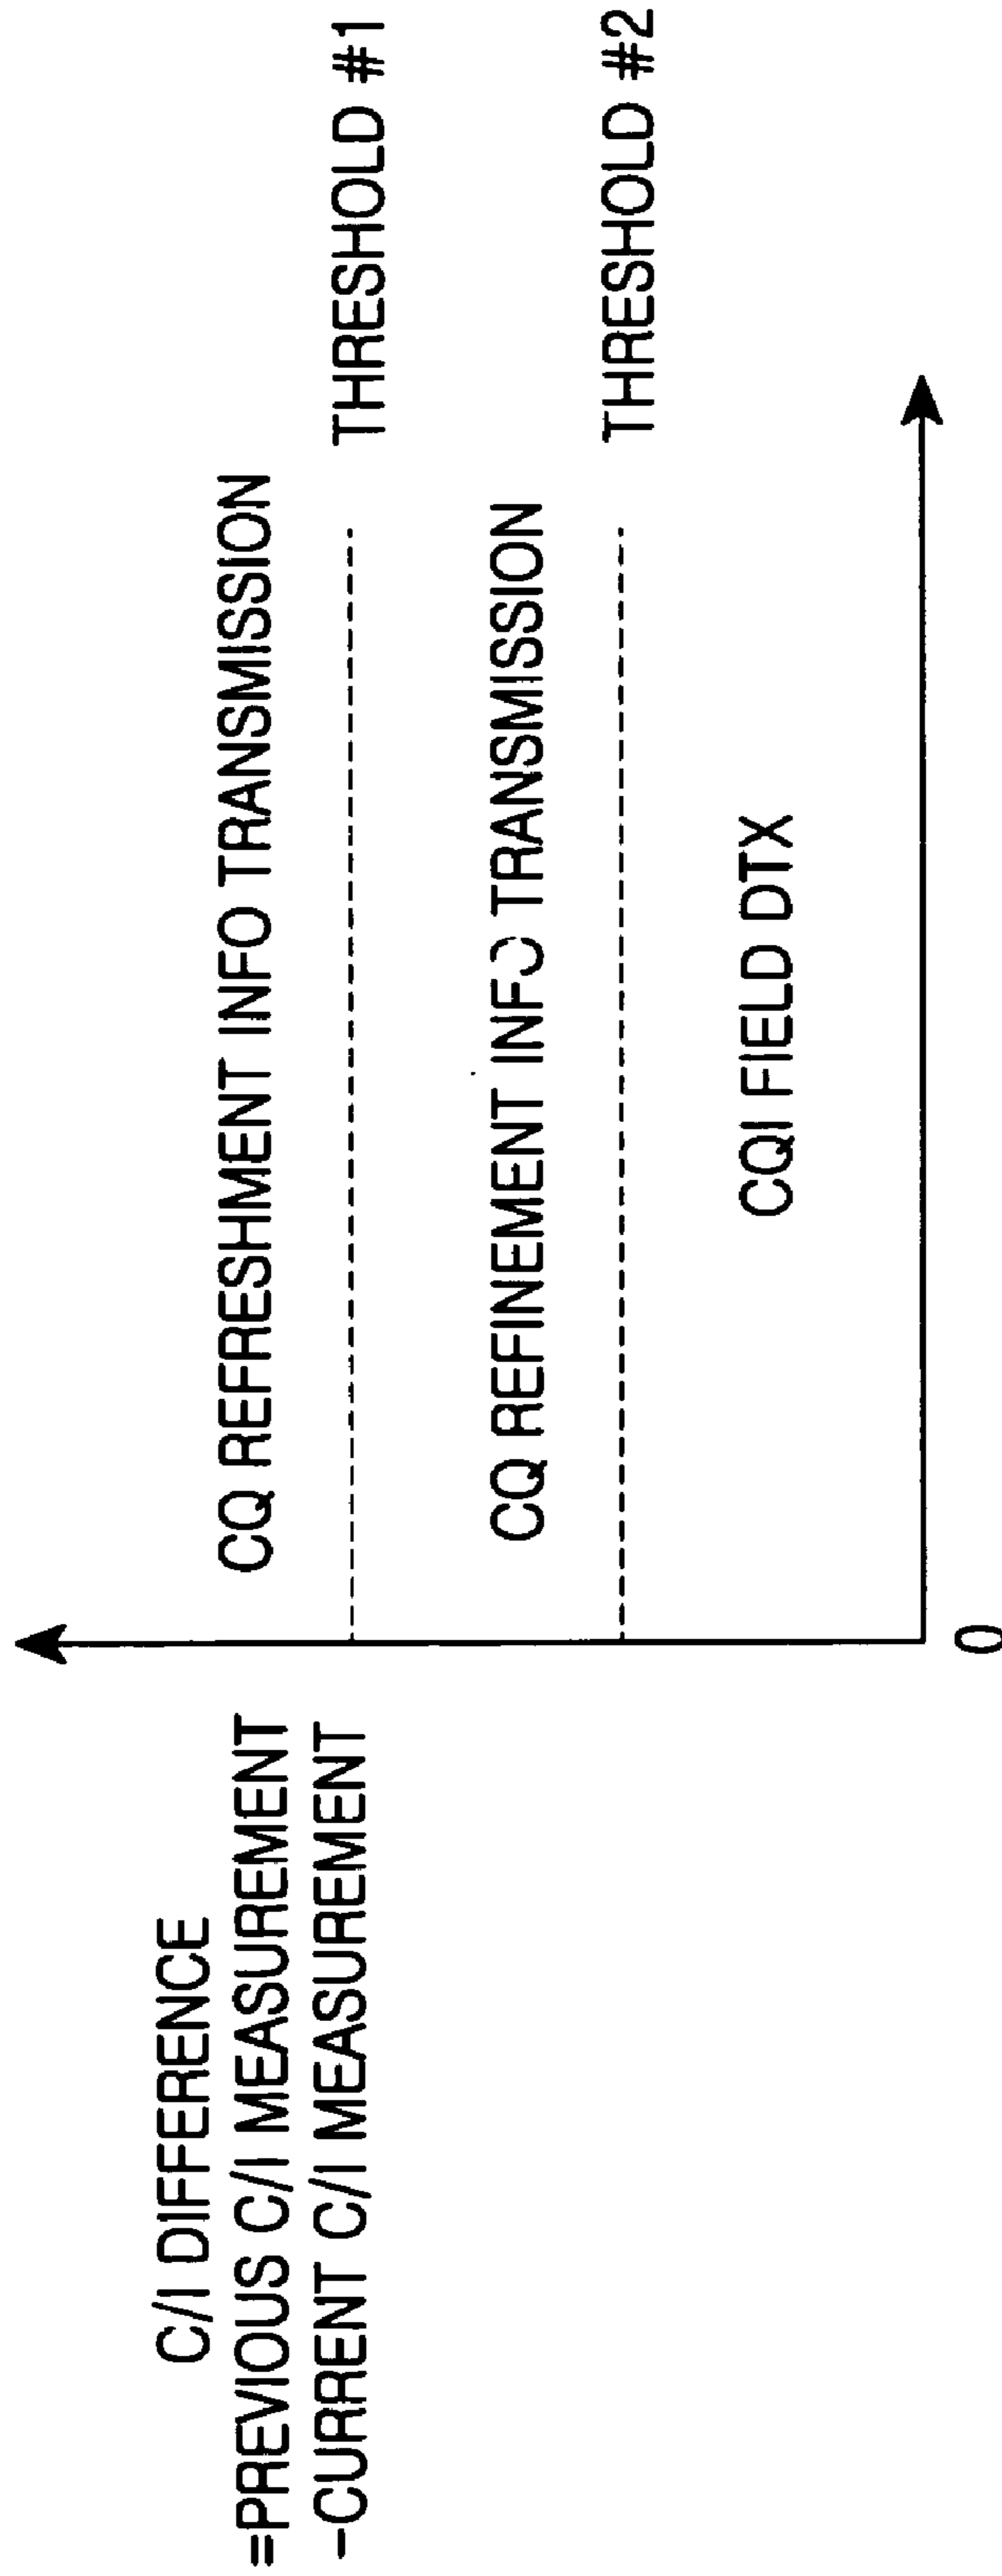 C/I DIFFERENCE
=PREVIOUS C/I MEASUREMENT
-CURRENT C/I MEASUREMENT
CQ REFRESHMENT INFO TRANSMISSION
THRESHOLD #1
CQ REFINEMENT INFO TRANSMISSION
THRESHOLD #2
CQI FIELD DTX
0